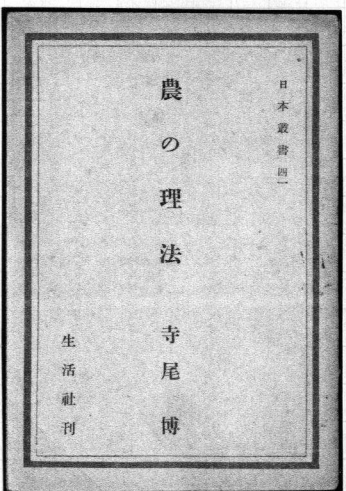 日本叢書四一
農の理法　寺尾博
生活社刊